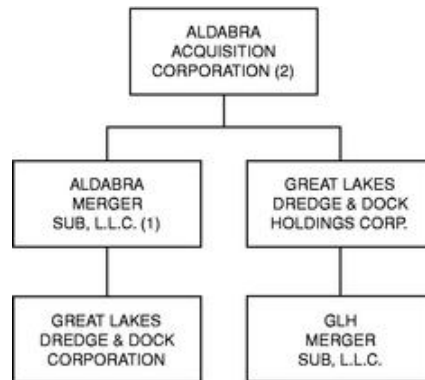 ALDABRA
ACQUISITION
CORPORATION (2)
ALDABRA
MERGER
SUB, L.L.C. (1)
GREAT LAKES
DREDGE & DOCK
HOLDINGS CORP.
GREAT LAKES
DREDGE & DOCK
CORPORATION
GLH
MERGER
SUB, L.L.C.